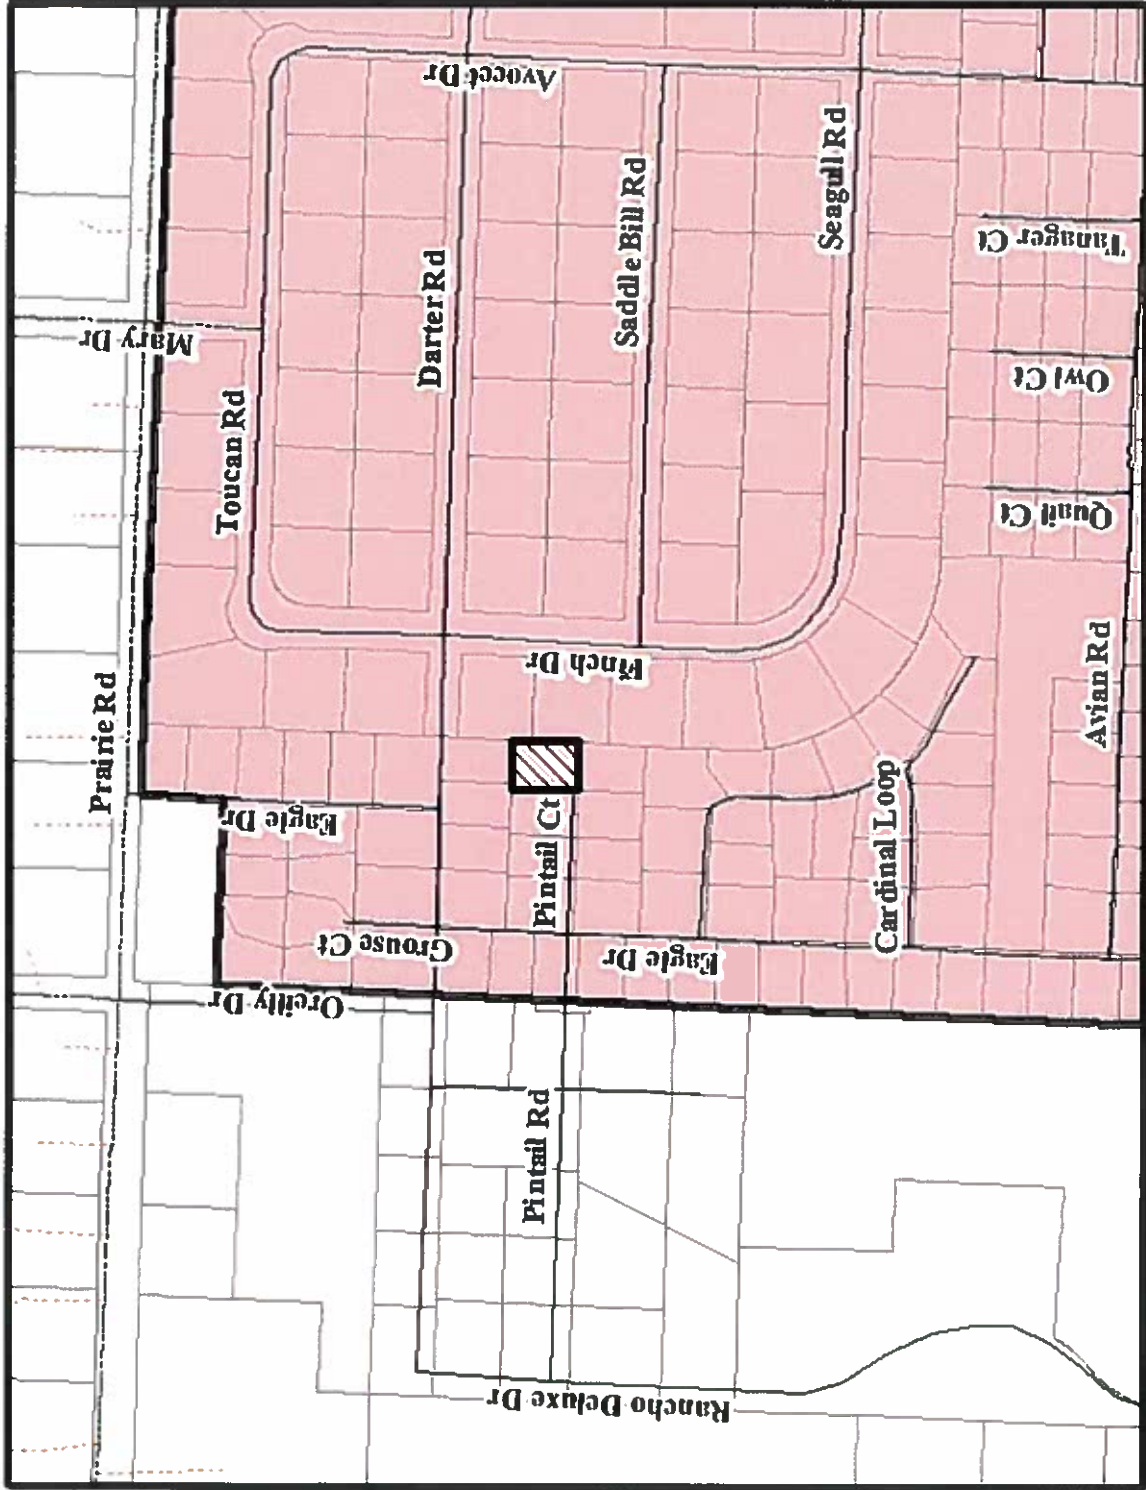 Avocet Dr
Seagull Rd
Saddle Bill Rd
Tanager Ct
Darter Rd
Mary Dr
Owl Ct
Toucan Rd
Quail Ct
Finch Dr
Avian Rd
Prairie Rd
Eagle Dr
Pintail Ct
Cardinal Loop
Grouse Ct
Eagle Dr
Oreilly Dr
Pintail Rd
Rancho Deluxe Dr